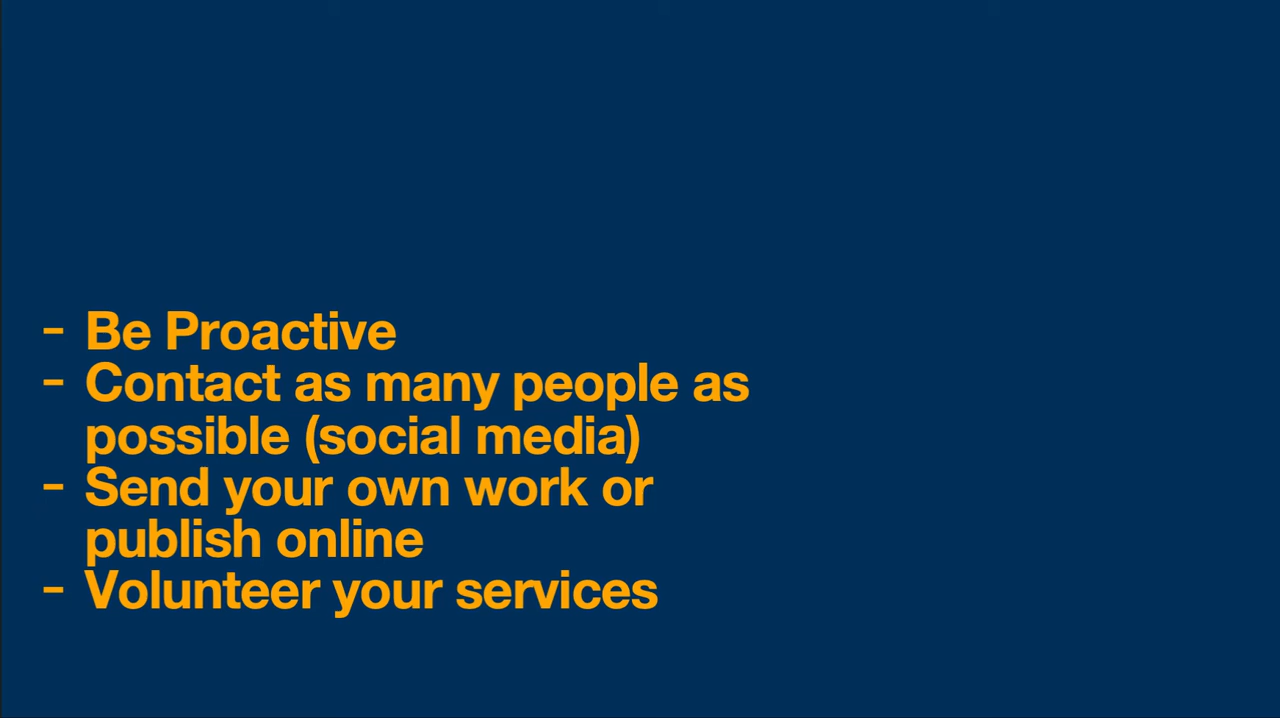 - Be Proactive
- Contact as many people as
possible (social media)
- Send your own work or
publish online
- Volunteer your services